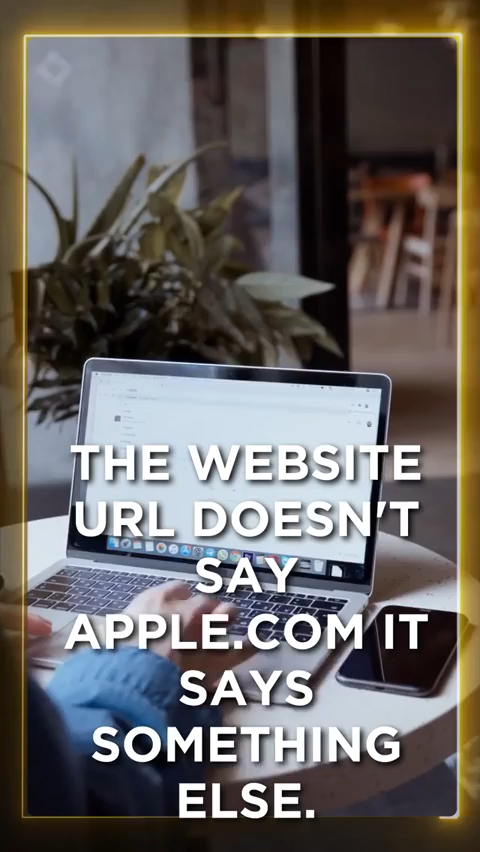 THE WEBSITE
URL DOESN'T
SAY
APPLE.COM IT
SAYS
SOMETHING
ELSE.